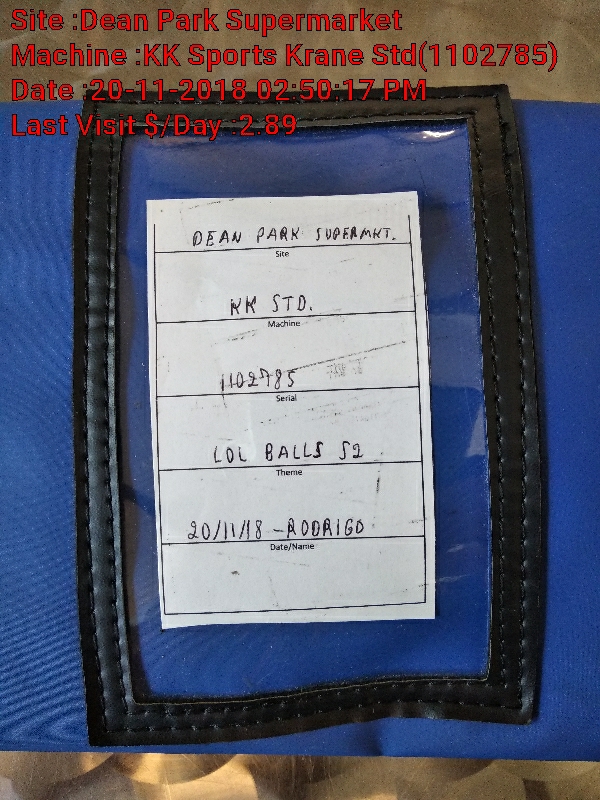 Site :Dean Park Supermarket
Machine :KK Sports Krane Std(1102785)
Date :20-11-2018 02:50:17 PM
Last Visit $/Day :2.89
DEAN PARK SUPERMKT.
Site
KK STD.
Machine
1102785
Serial
LOL BALLS S2
Theme
20/11/18 - RODRIGO
Date/Name